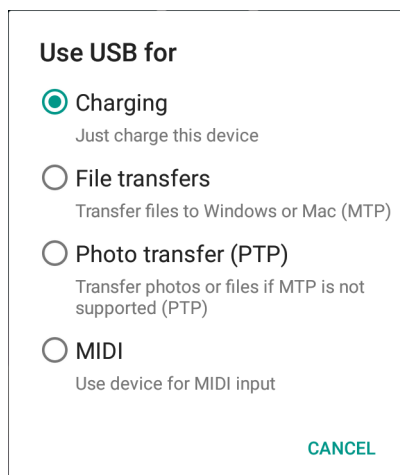 Use USB for
Charging
Just charge this device
File transfers
Transfer files to Windows or Mac (MTP)
Photo transfer (PTP)
Transfer photos or files if MTP is not
supported (PTP)
MIDI
Use device for MIDI input
CANCEL